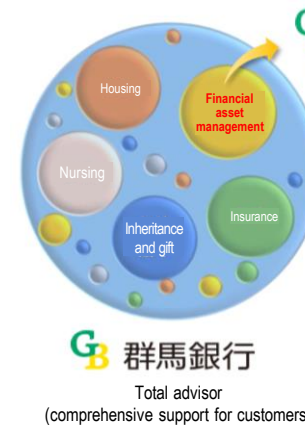 G
Housing
Financial
asset
management
Nursing
Insurance
Inheritance
and gift
GB 群馬銀行
Total advisor
(comprehensive support for customers